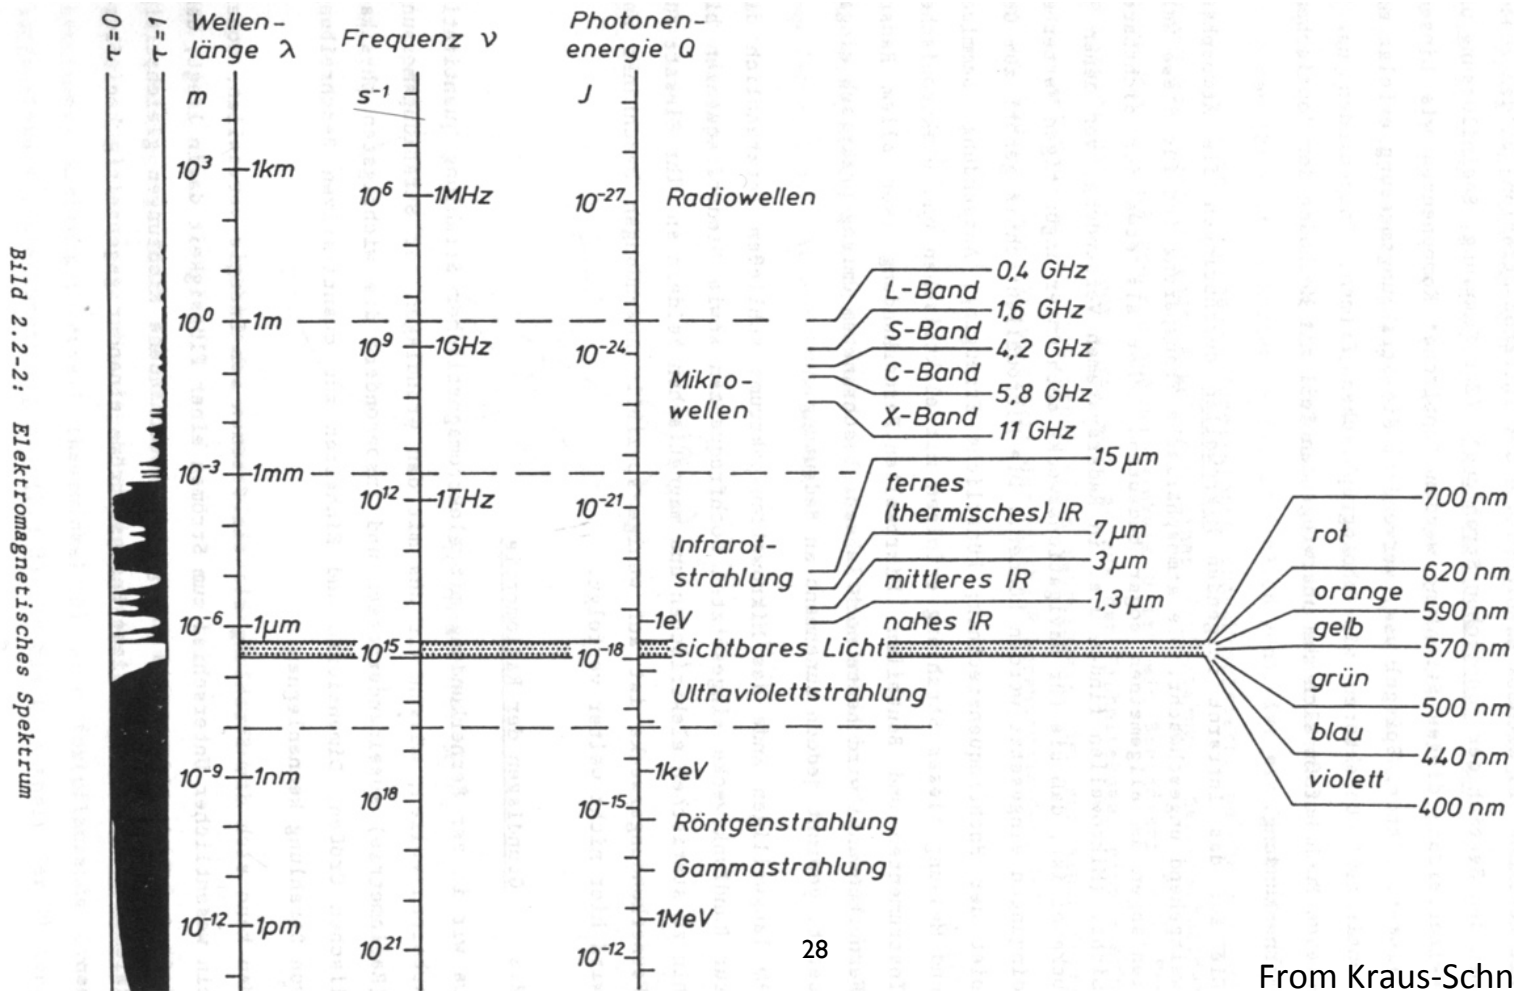 τ=0
τ=1
Wellen-
länge λ
m
10³
1km
10⁰
1m
10⁻³
1mm
10⁻⁶
1µm
10⁻⁹
1nm
10⁻¹²
1pm
Frequenz ν
s⁻¹
10⁶
1MHz
10⁹
1GHz
10¹²
1THz
10¹⁵
10¹⁸
10²¹
Photonen-
energie Q
J
10⁻²⁷
10⁻²⁴
10⁻²¹
1eV
10⁻¹⁸
1keV
10⁻¹⁵
1MeV
10⁻¹²
Radiowellen
Mikro-
wellen
Infrarot-
strahlung
sichtbares Licht
Ultraviolettstrahlung
Röntgenstrahlung
Gammastrahlung
0,4 GHz
L-Band
1,6 GHz
S-Band
4,2 GHz
C-Band
5,8 GHz
X-Band
11 GHz
15 µm
fernes
(thermisches) IR
7 µm
3 µm
mittleres IR
1,3 µm
nahes IR
700 nm
rot
620 nm
orange
590 nm
gelb
570 nm
grün
500 nm
blau
440 nm
violett
400 nm
Bild 2.2-2: Elektromagnetisches Spektrum
28
From Kraus-Schn